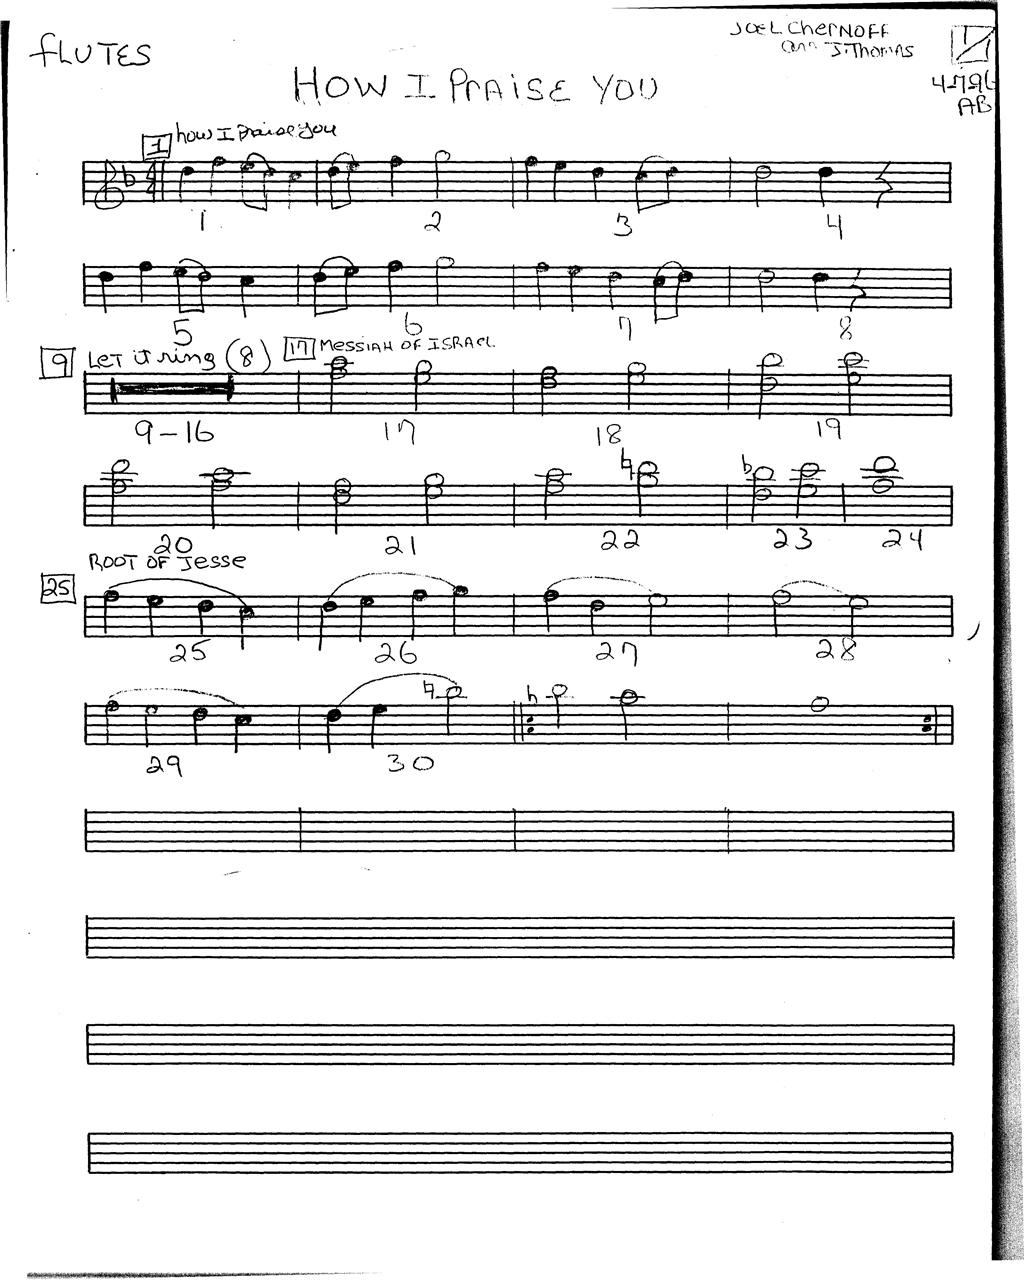 JOEL CHERNOFF
FLUTES
arr J. Thomas
HOW I PRAISE YOU
4-7-96
AB
1 how I praise you
1 2 3 4
5 6 7 8
9 LET it ring (8) 17 MESSIAH OF ISRAEL
9-16 17 18 19
20 21 22 23 24
ROOT OF Jesse
25
25 26 27 28
29 30